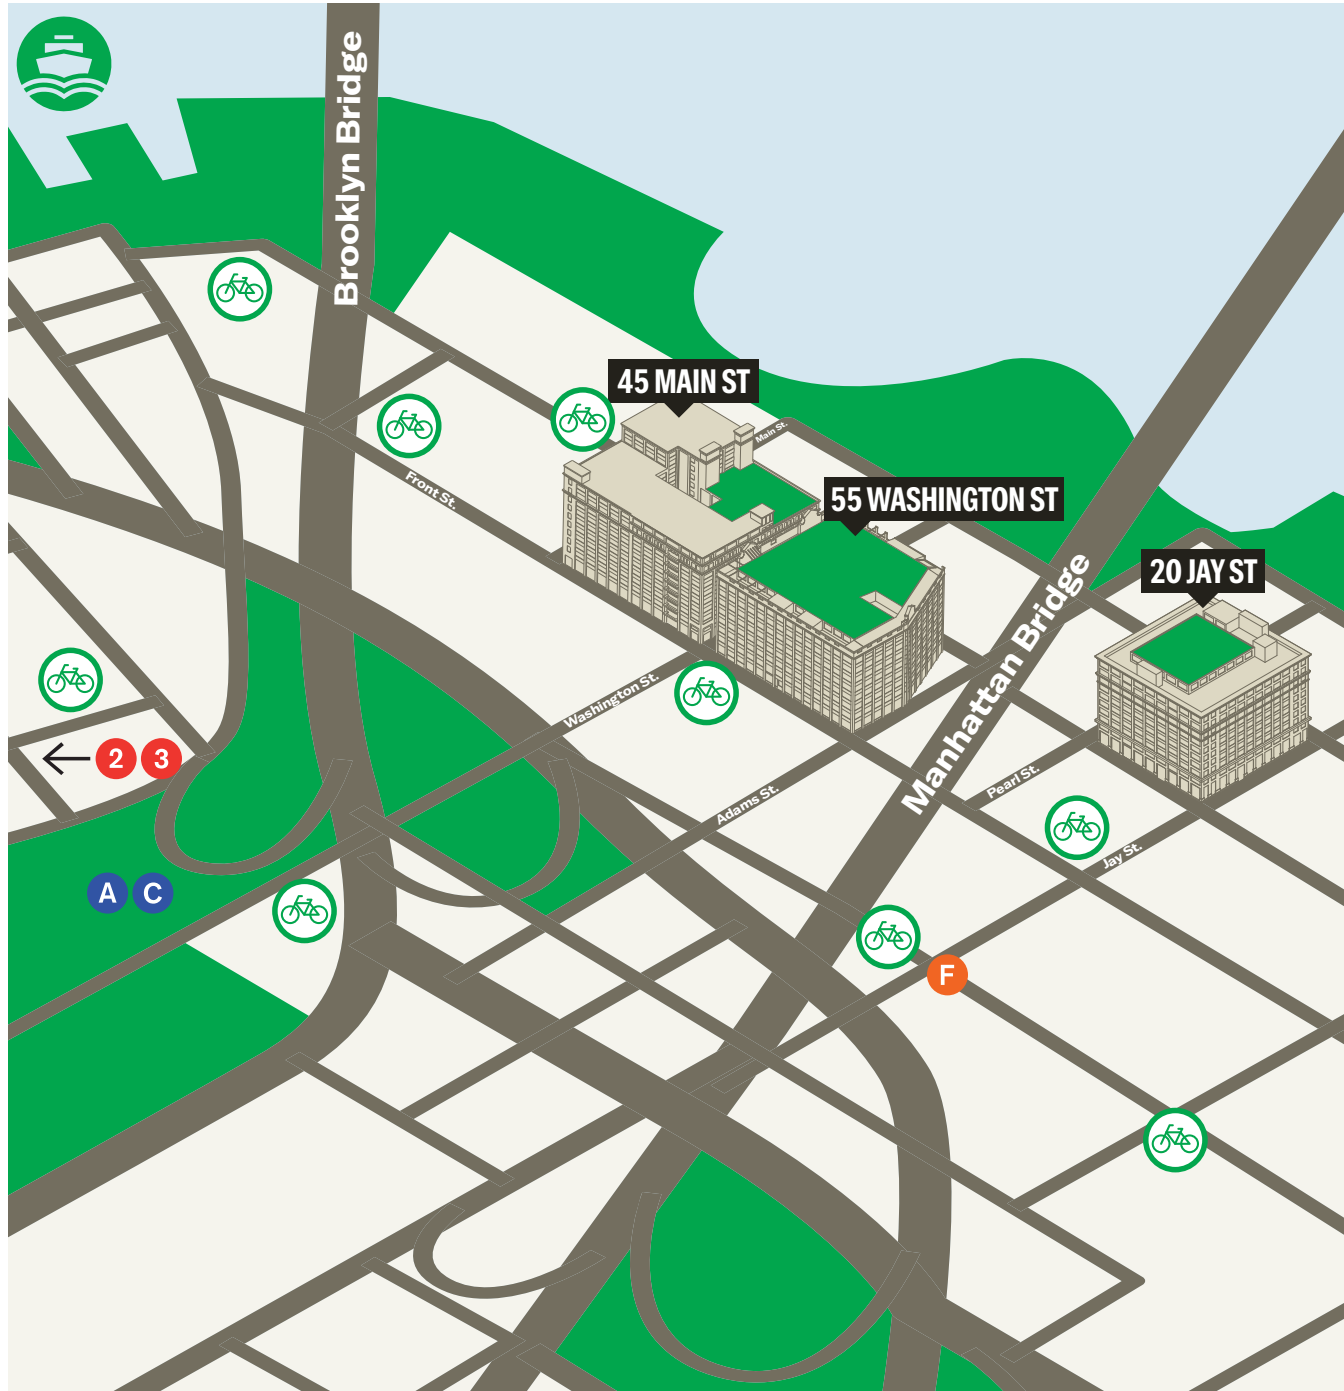 Brooklyn Bridge
45 MAIN ST
Main St.
Front St.
55 WASHINGTON ST
20 JAY ST
Manhattan Bridge
Washington St.
2 3
Pearl St.
Adams St.
Jay St.
A C
F